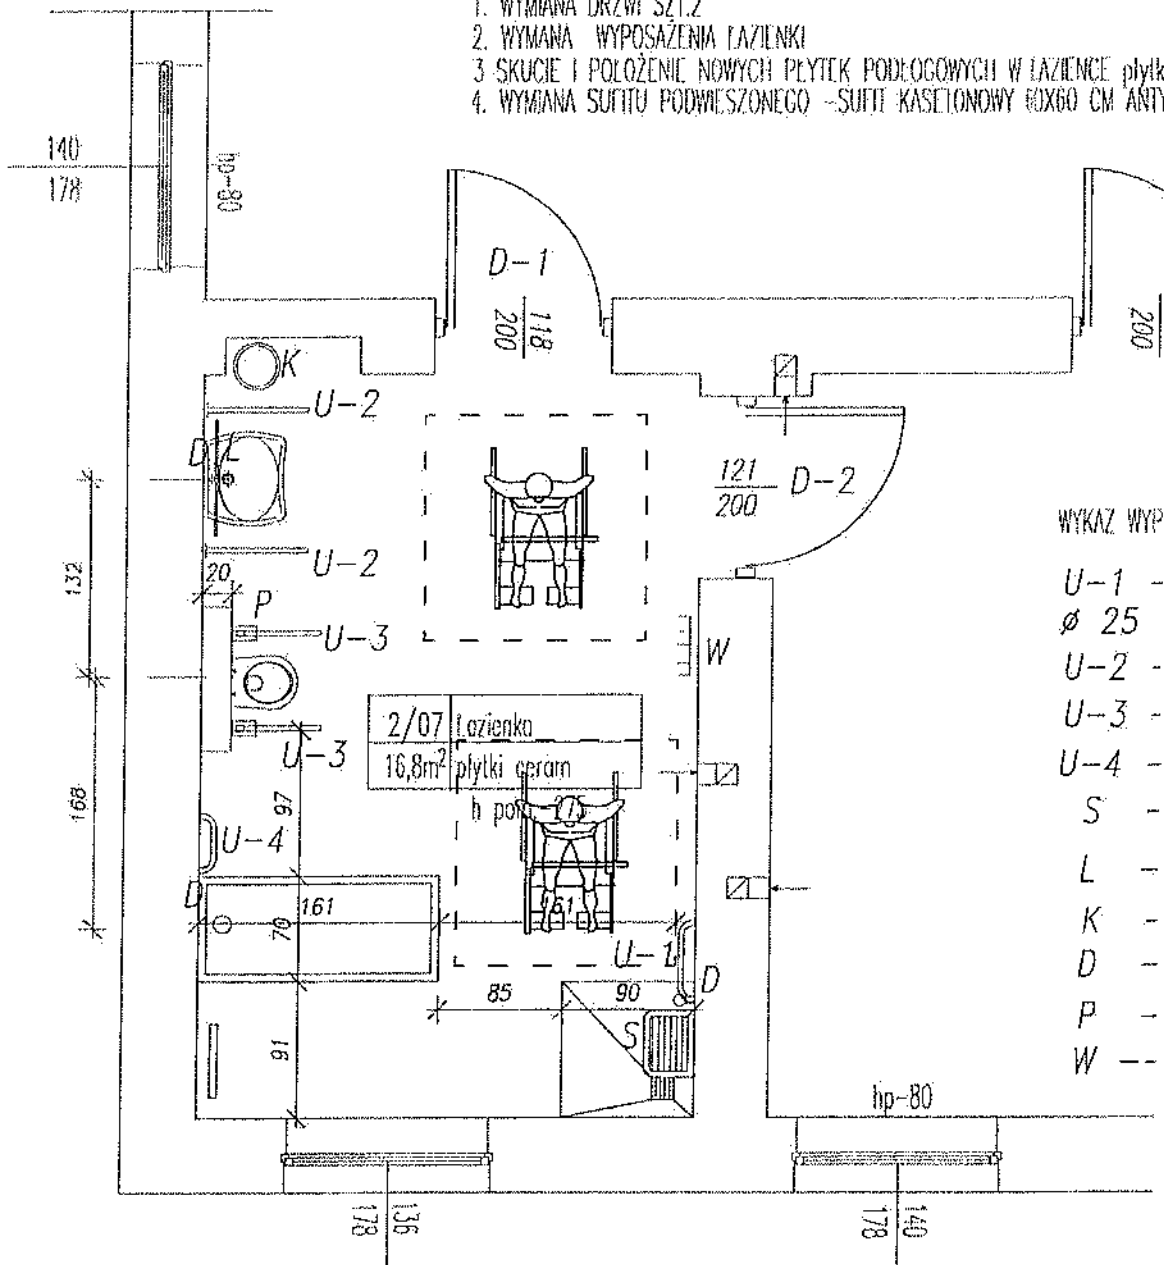 1. WYMIANA DRZWI SZT.2
2. WYMANA WYPOSAŻENIA ŁAZIENKI
3 SKUCIE I POŁOŻENIE NOWYCH PŁYTEK PODŁOGOWYCH W ŁAZIENCE płytk
4. WYMIANA SUFITU PODWIESZONEGO -SUFIT KASETONOWY 60X60 CM ANTY
140
178
hp-80
D-1
118
200
200
K
U-2
D L
121
200
D-2
U-2
20
P
132
U-3
W
2/07 Łazienka
16,8m² płytki ceram
h pom
U-3
97
168
U-4
D
161
70
161
U-1
D
85
90
S
91
136
178
hp-80
140
178
WYKAZ WYP
U-1 -
ø 25
U-2 -
U-3 -
U-4 -
S -
L -
K -
D -
P -
W --